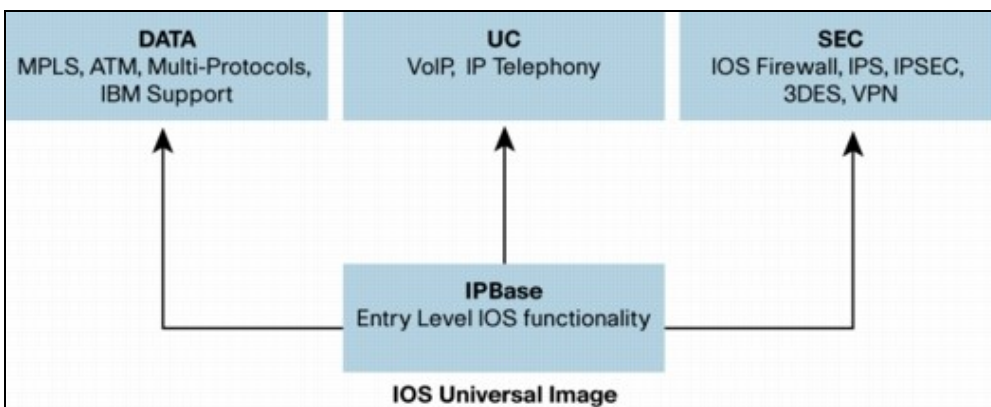 DATA
MPLS, ATM, Multi-Protocols,
IBM Support
UC
VoIP, IP Telephony
SEC
IOS Firewall, IPS, IPSEC,
3DES, VPN
IPBase
Entry Level IOS functionality
IOS Universal Image